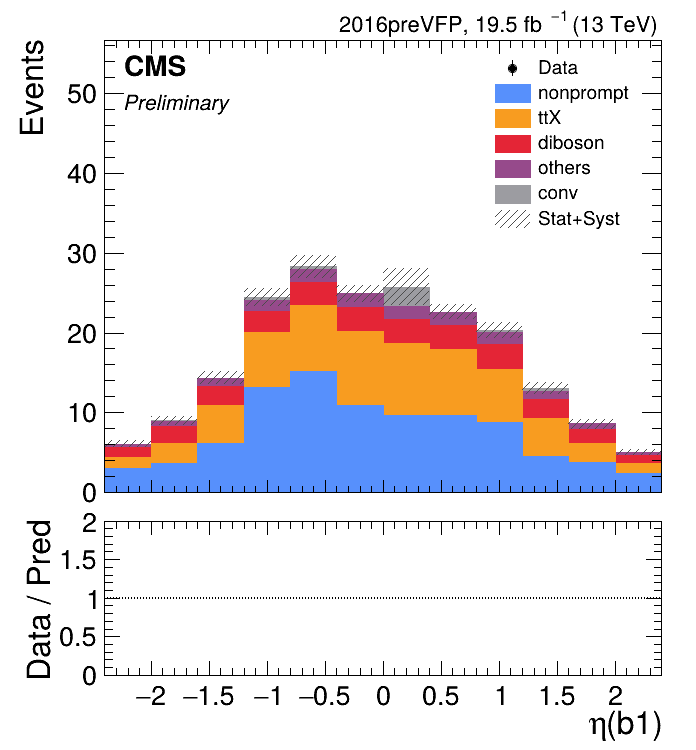 2016preVFP, 19.5 fb⁻¹ (13 TeV)
CMS
Preliminary
Events
50
40
30
20
10
0
Data
nonprompt
ttX
diboson
others
conv
Stat+Syst
Data / Pred
2
1.5
1
0.5
0
−2 −1.5 −1 −0.5 0 0.5 1 1.5 2
η(b1)